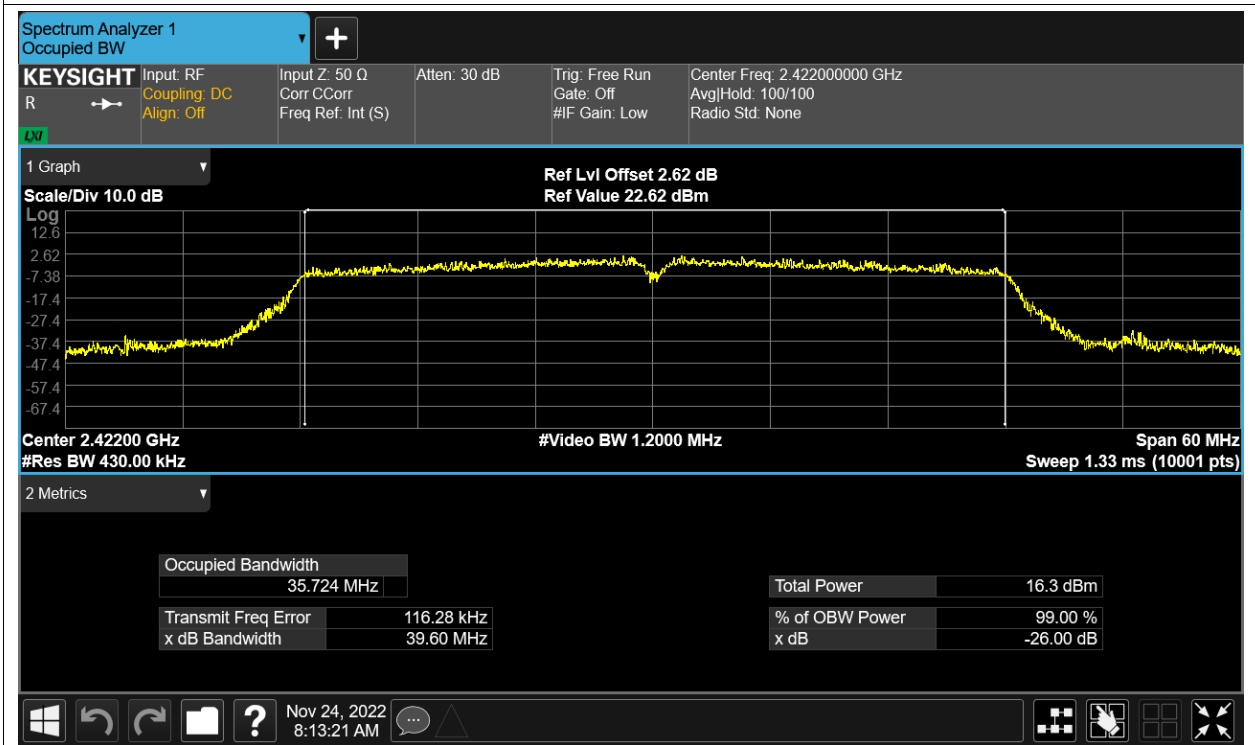 Spectrum Analyzer 1
Occupied BW
KEYSIGHT
R
LXI
Input: RF
Coupling: DC
Align: Off
Input Z: 50 Ω
Corr CCorr
Freq Ref: Int (S)
Atten: 30 dB
Trig: Free Run
Gate: Off
#IF Gain: Low
Center Freq: 2.422000000 GHz
Avg|Hold: 100/100
Radio Std: None
1 Graph
Scale/Div 10.0 dB
Ref Lvl Offset 2.62 dB
Ref Value 22.62 dBm
Log
12.6
2.62
-7.38
-17.4
-27.4
-37.4
-47.4
-57.4
-67.4
Center 2.42200 GHz
#Video BW 1.2000 MHz
Span 60 MHz
#Res BW 430.00 kHz
Sweep 1.33 ms (10001 pts)
2 Metrics
Occupied Bandwidth
35.724 MHz
Transmit Freq Error 116.28 kHz
x dB Bandwidth 39.60 MHz
Total Power 16.3 dBm
% of OBW Power 99.00 %
x dB -26.00 dB
?
Nov 24, 2022
8:13:21 AM